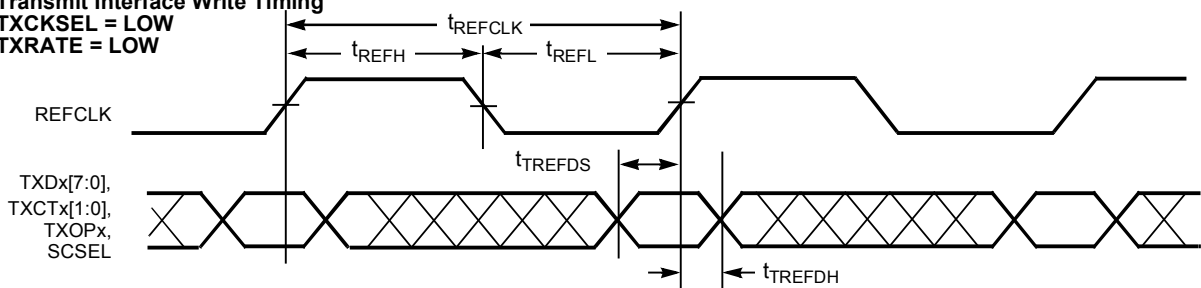 Transmit Interface Write Timing
TXCKSEL = LOW
TXRATE = LOW
tREFCLK
tREFH
tREFL
REFCLK
tTREFDS
TXDx[7:0],
TXCTx[1:0],
TXOPx,
SCSEL
tTREFDH